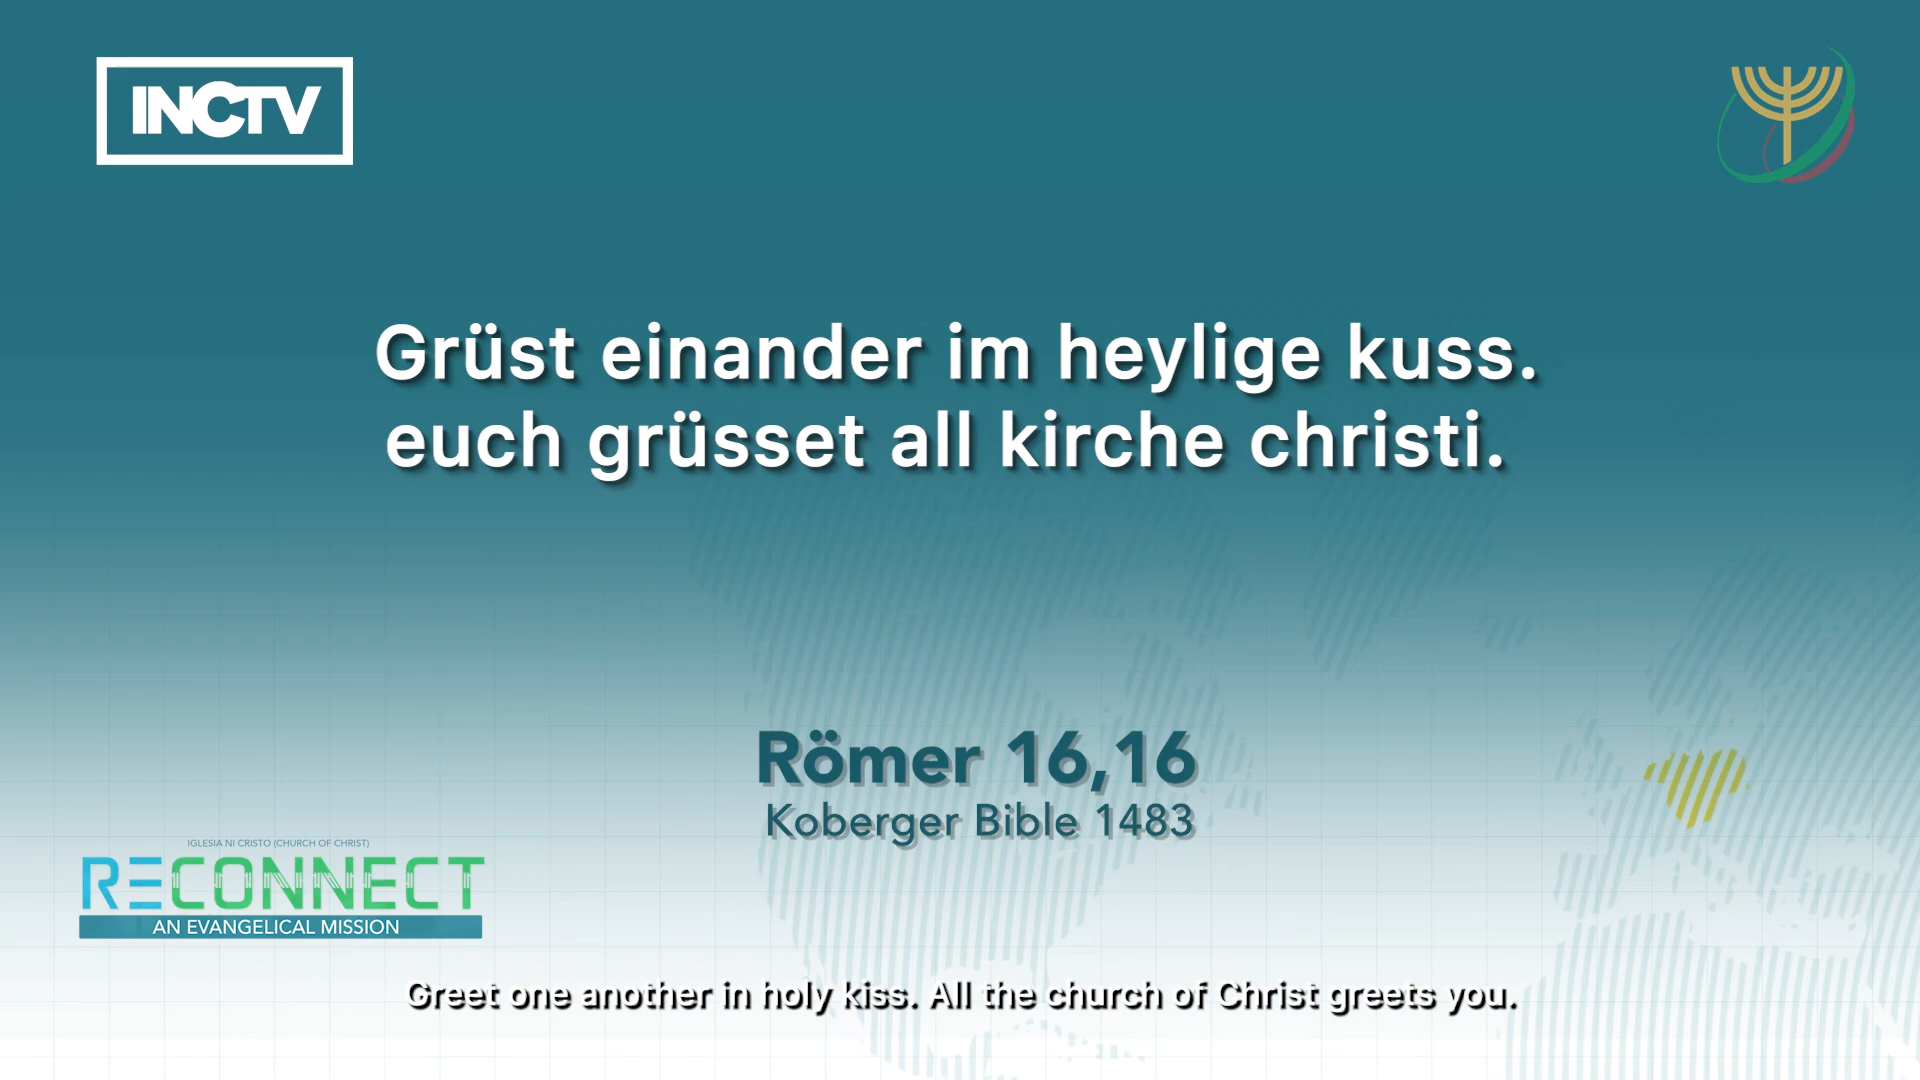 INCTV
Grüst einander im heylige kuss.
euch grüsset all kirche christi.
Römer 16,16
Koberger Bible 1483
IGLESIA NI CRISTO (CHURCH OF CHRIST)
RECONNECT
AN EVANGELICAL MISSION
Greet one another in holy kiss. All the church of Christ greets you.